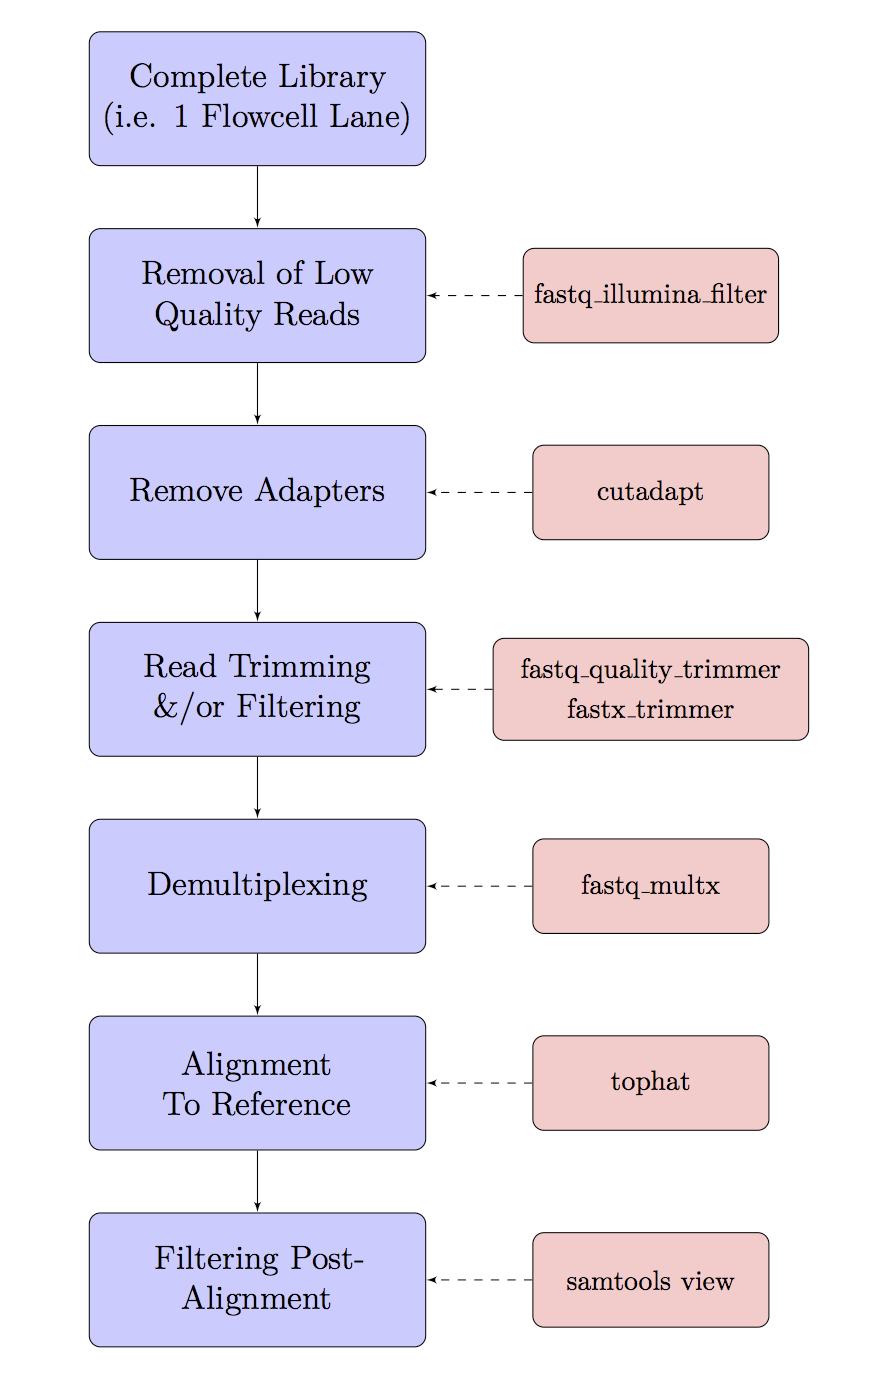 Complete Library
(i.e. 1 Flowcell Lane)
Removal of Low
Quality Reads
fastq_illumina_filter
Remove Adapters
cutadapt
Read Trimming
&/or Filtering
fastq_quality_trimmer
fastx_trimmer
Demultiplexing
fastq_multx
Alignment
To Reference
tophat
Filtering Post-
Alignment
samtools view